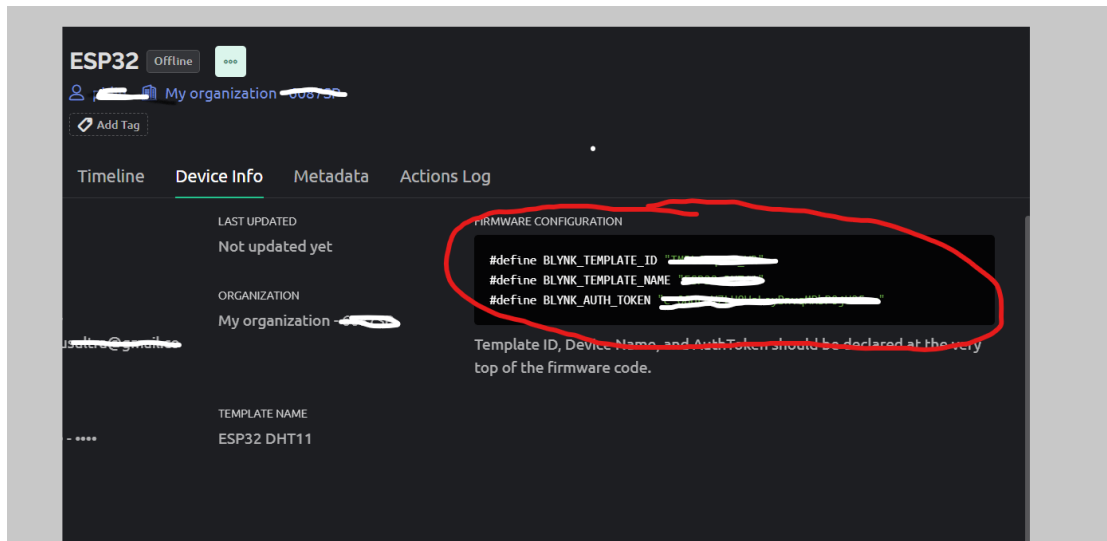 ESP32 Offline
My organization
Add Tag
Timeline Device Info Metadata Actions Log
LAST UPDATED
Not updated yet
FIRMWARE CONFIGURATION
#define BLYNK_TEMPLATE_ID
#define BLYNK_TEMPLATE_NAME
#define BLYNK_AUTH_TOKEN
ORGANIZATION
My organization -
Template ID, Device Name, and AuthToken should be declared at the very
top of the firmware code.
TEMPLATE NAME
ESP32 DHT11